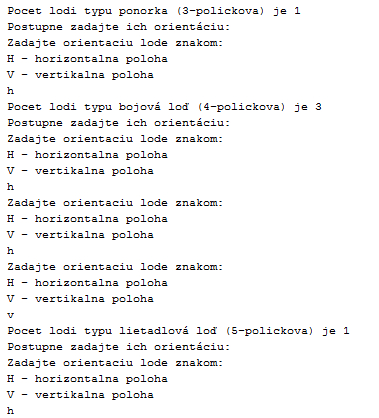 Pocet lodi typu ponorka (3-polickova) je 1
Postupne zadajte ich orientáciu:
Zadajte orientaciu lode znakom:
H - horizontalna poloha
V - vertikalna poloha
h
Pocet lodi typu bojová loď (4-polickova) je 3
Postupne zadajte ich orientáciu:
Zadajte orientaciu lode znakom:
H - horizontalna poloha
V - vertikalna poloha
h
Zadajte orientaciu lode znakom:
H - horizontalna poloha
V - vertikalna poloha
h
Zadajte orientaciu lode znakom:
H - horizontalna poloha
V - vertikalna poloha
v
Pocet lodi typu lietadlová loď (5-polickova) je 1
Postupne zadajte ich orientáciu:
Zadajte orientaciu lode znakom:
H - horizontalna poloha
V - vertikalna poloha
h